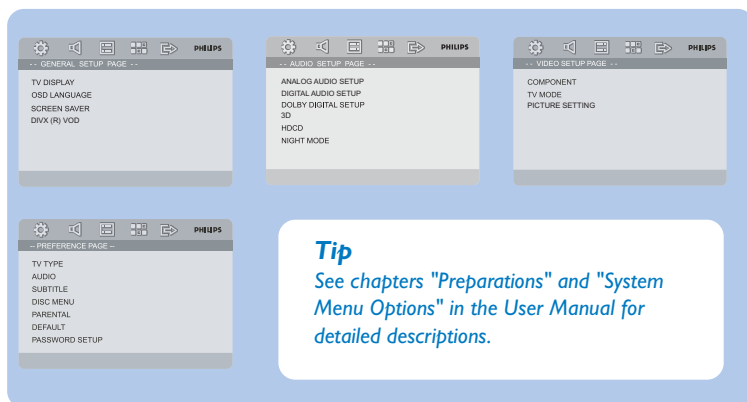 PHILIPS
-- GENERAL SETUP PAGE --
TV DISPLAY
OSD LANGUAGE
SCREEN SAVER
DIVX (R) VOD
PHILIPS
-- AUDIO SETUP PAGE --
ANALOG AUDIO SETUP
DIGITAL AUDIO SETUP
DOLBY DIGITAL SETUP
3D
HDCD
NIGHT MODE
PHILIPS
-- VIDEO SETUP PAGE --
COMPONENT
TV MODE
PICTURE SETTING
PHILIPS
-- PREFERENCE PAGE --
TV TYPE
AUDIO
SUBTITLE
DISC MENU
PARENTAL
DEFAULT
PASSWORD SETUP
Tip
See chapters "Preparations" and "System
Menu Options" in the User Manual for
detailed descriptions.